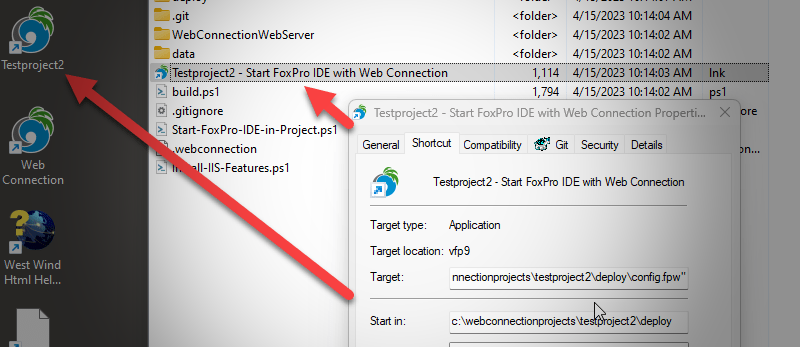 deploy
.git <folder> 4/15/2023 10:14:04 AM
WebConnectionWebServer <folder> 4/15/2023 10:14:04 AM
data <folder> 4/15/2023 10:14:04 AM
Testproject2 - Start FoxPro IDE with Web Connection 1,114 4/15/2023 10:14:03 AM lnk
build.ps1 1,794 4/15/2023 10:14:02 AM ps1
.gitignore
Start-FoxPro-IDE-in-Project.ps1
.webconnection
Install-IIS-Features.ps1
Testproject2
Web
Connection
West Wind
Html Hel...
Testproject2 - Start FoxPro IDE with Web Connection Properti...
General Shortcut Compatibility Git Security Details
Testproject2 - Start FoxPro IDE with Web Connection
Target type: Application
Target location: vfp9
Target: nnectionprojects\testproject2\deploy\config.fpw"
Start in: c:\webconnectionprojects\testproject2\deploy